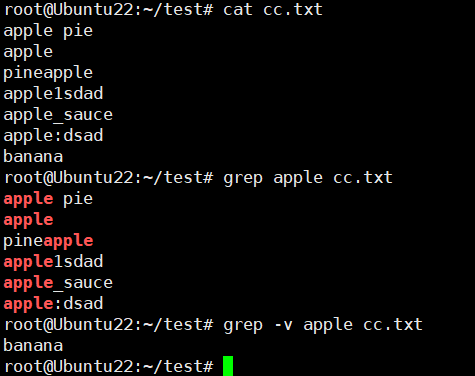 root@Ubuntu22:~/test# cat cc.txt
apple pie
apple
pineapple
apple1sdad
apple_sauce
apple:dsad
banana
root@Ubuntu22:~/test# grep apple cc.txt
apple pie
apple
pineapple
apple1sdad
apple_sauce
apple:dsad
root@Ubuntu22:~/test# grep -v apple cc.txt
banana
root@Ubuntu22:~/test#